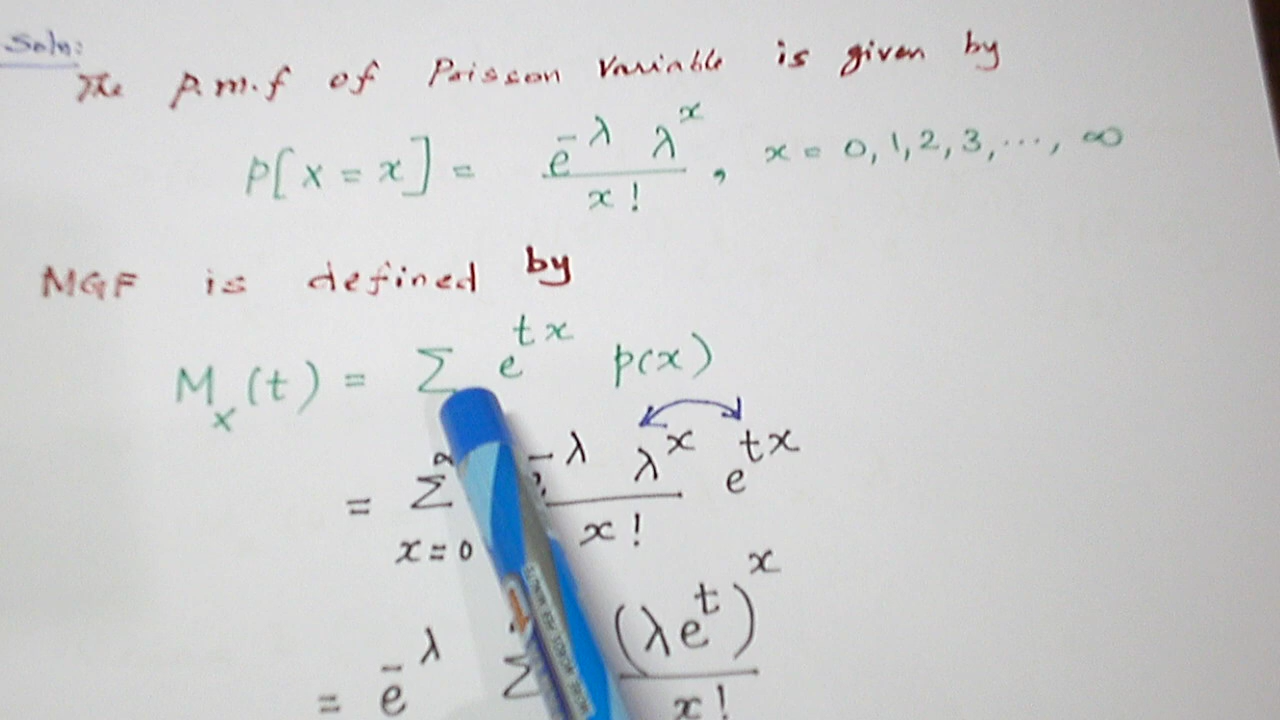 Soln:
The p.m.f of Poisson Variable is given by
P[X = x] = e^-λ λ^x / x! , x = 0, 1, 2, 3, ..., ∞
MGF is defined by
M_X(t) = Σ e^tx p(x)
= Σ x=0 ∞ -λ λ^x / x! e^tx
= e^-λ Σ (λe^t)^x / x!